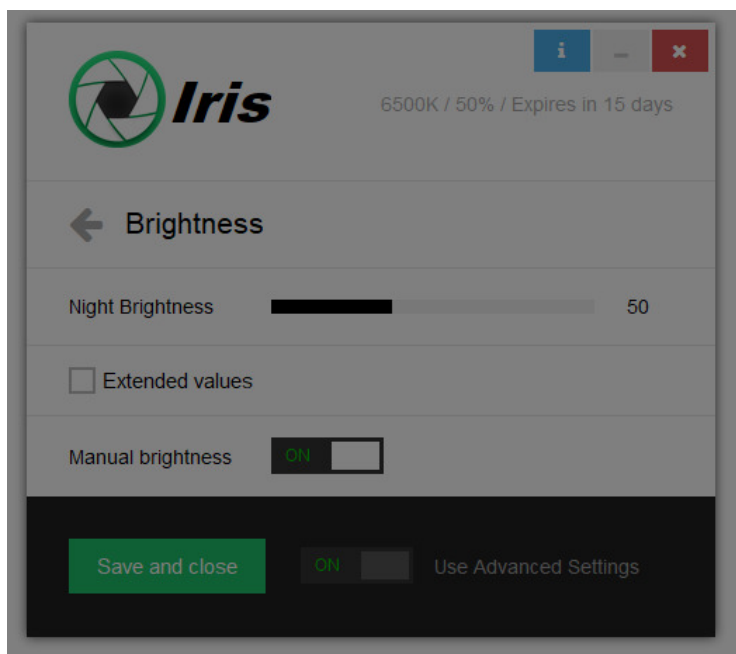 Iris
6500K / 50% / Expires in 15 days
Brightness
Night Brightness 50
Extended values
Manual brightness ON
Save and close ON Use Advanced Settings